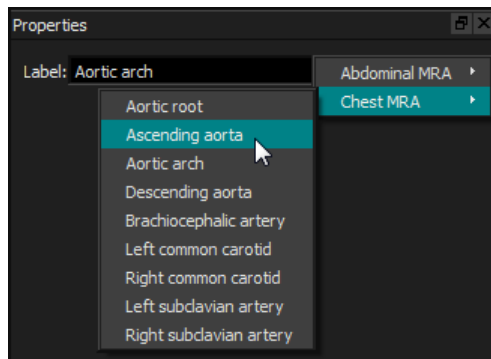 Properties
Label: Aortic arch
Abdominal MRA
Chest MRA
Aortic root
Ascending aorta
Aortic arch
Descending aorta
Brachiocephalic artery
Left common carotid
Right common carotid
Left subclavian artery
Right subclavian artery